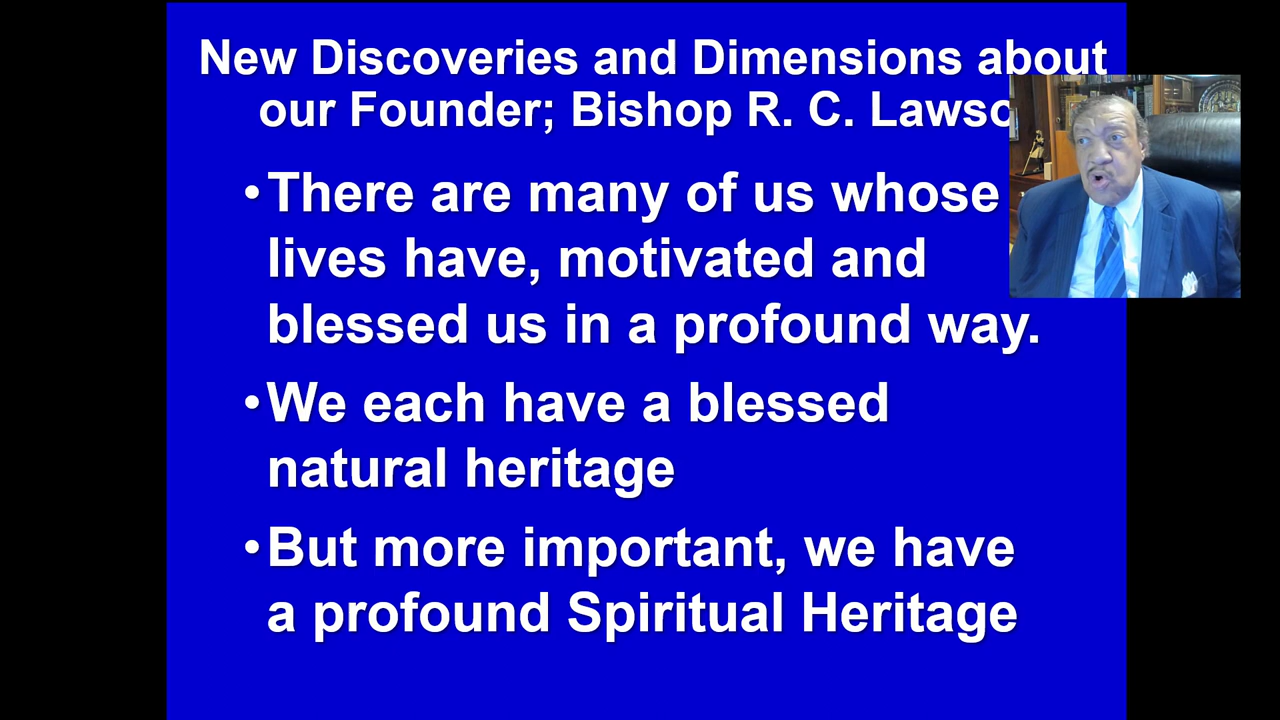 New Discoveries and Dimensions about
our Founder; Bishop R. C. Lawso
•There are many of us whose
lives have, motivated and
blessed us in a profound way.
•We each have a blessed
natural heritage
•But more important, we have
a profound Spiritual Heritage